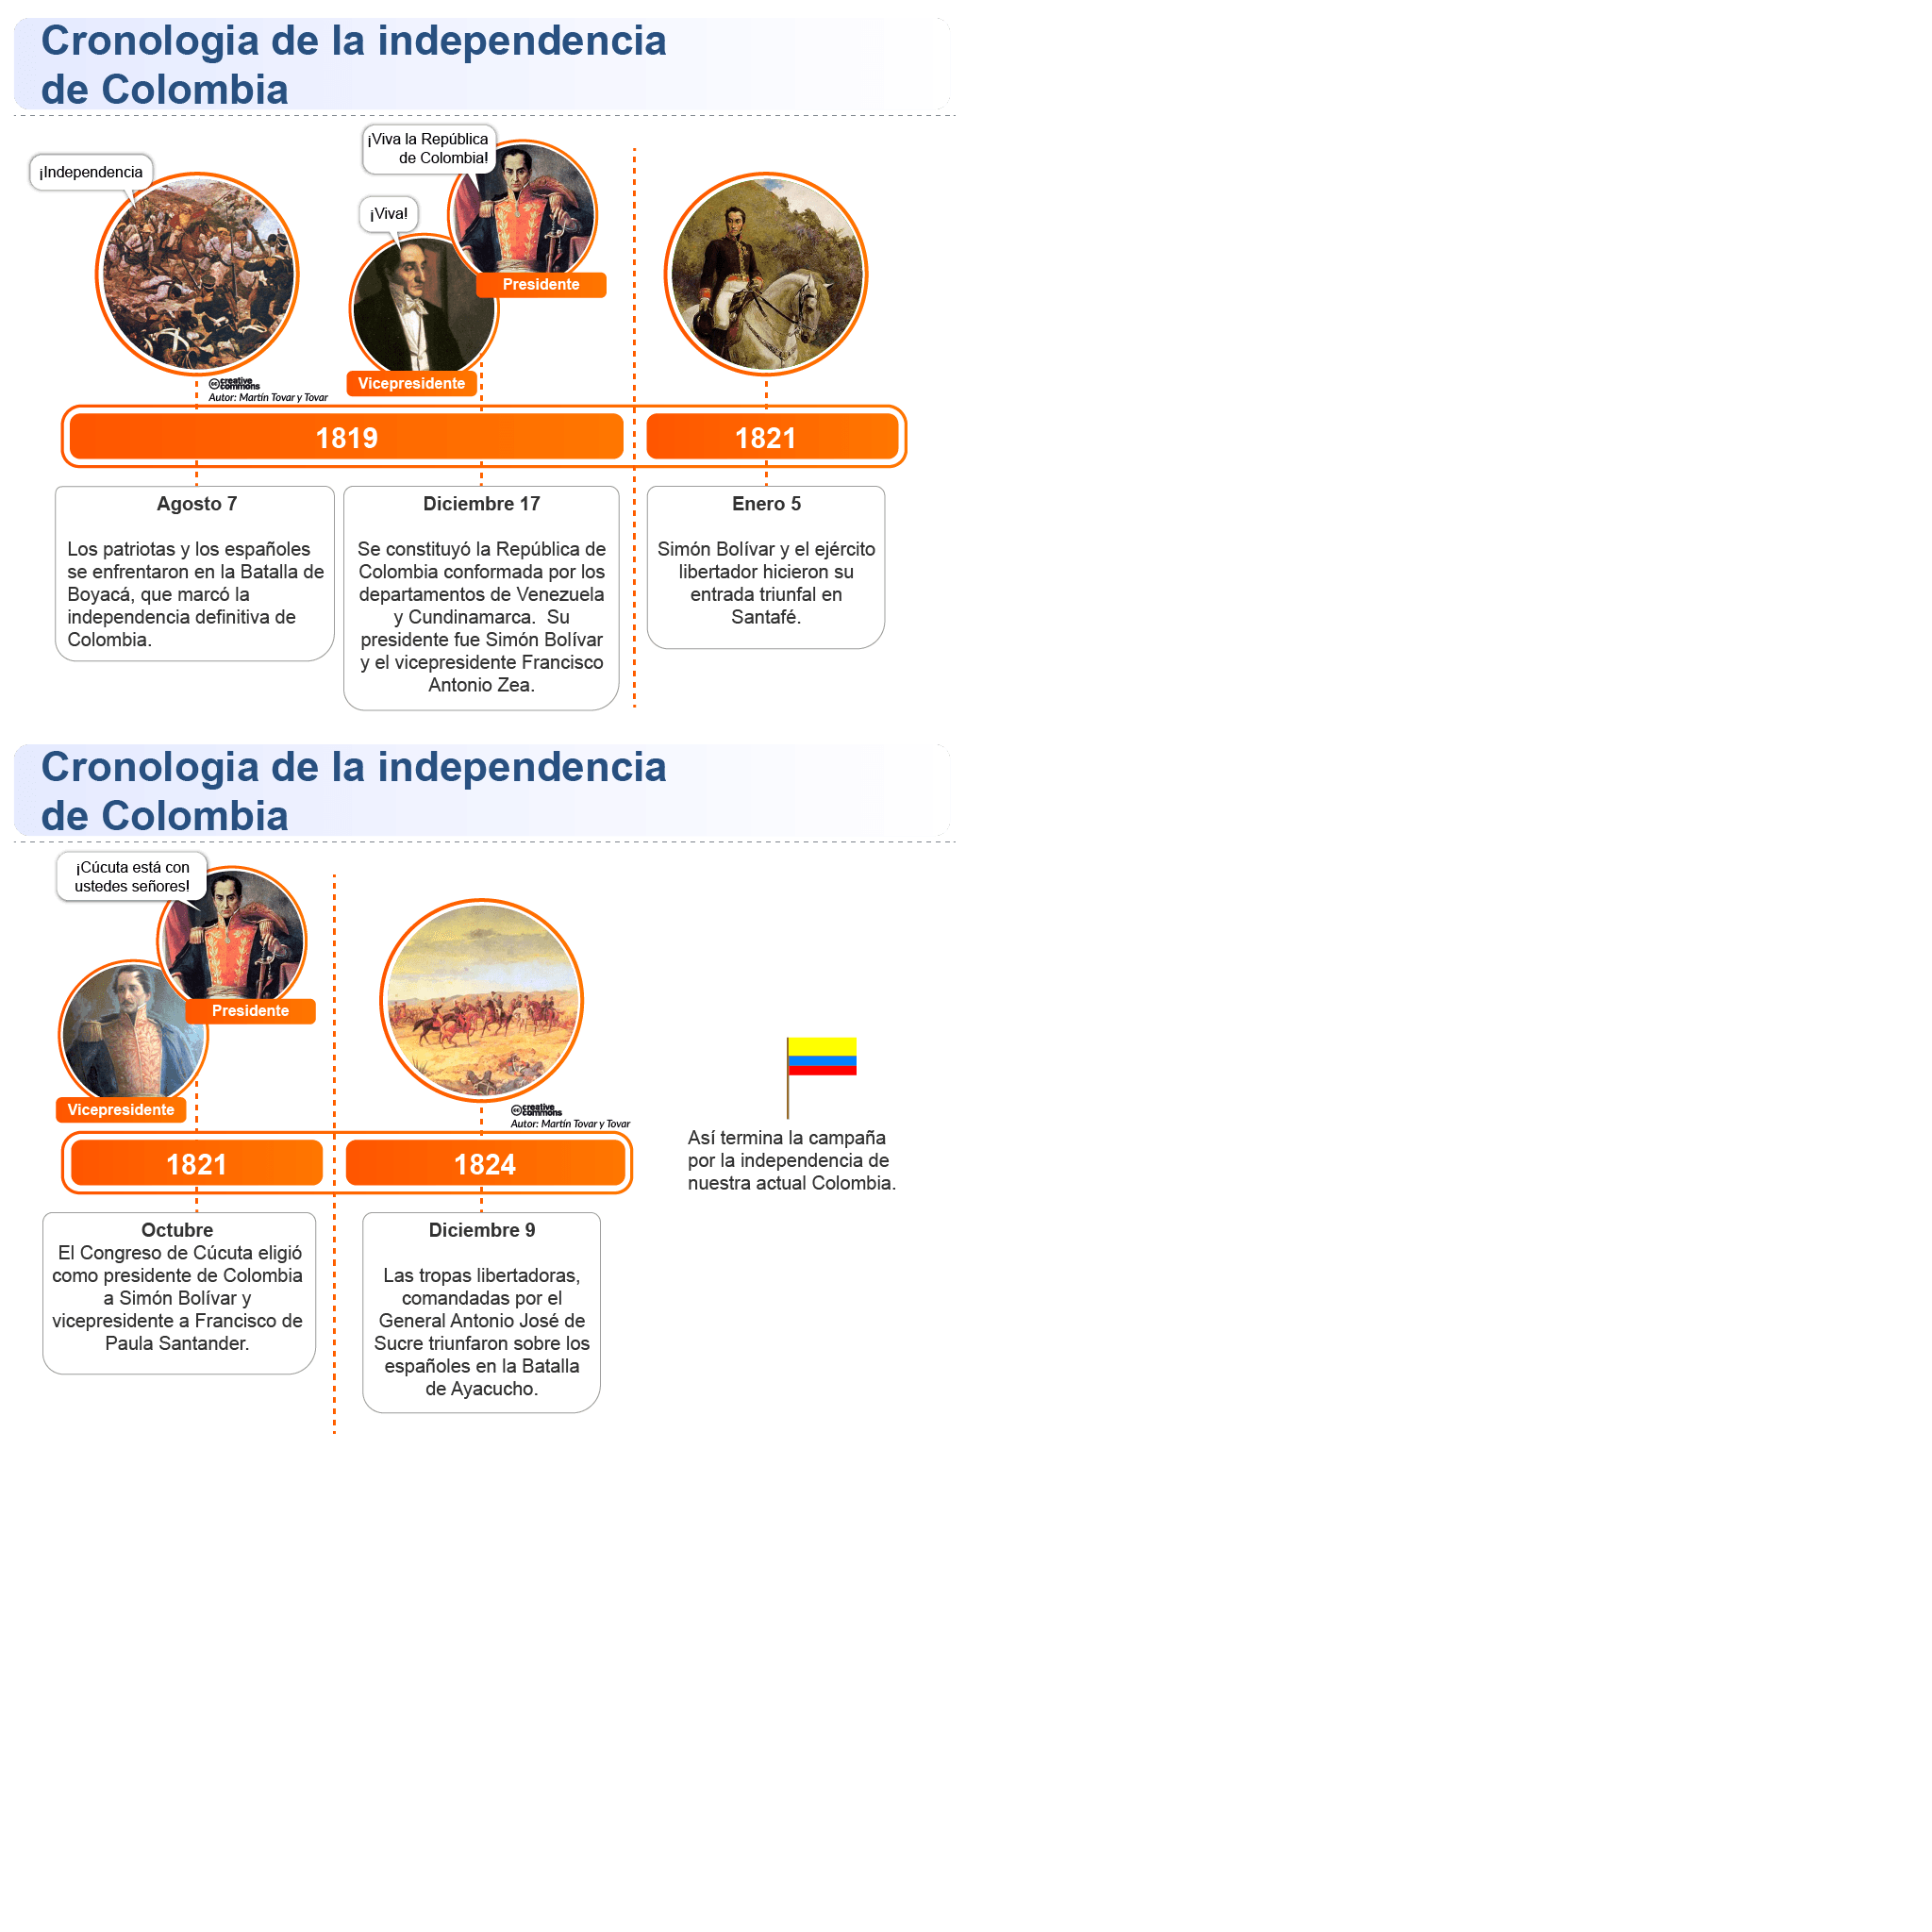 Cronologia de la independencia
de Colombia
¡Independencia
¡Viva la República
de Colombia!
¡Viva!
Presidente
Vicepresidente
creative
commons
Autor: Martín Tovar y Tovar
1819
1821
Agosto 7
Los patriotas y los españoles
se enfrentaron en la Batalla de
Boyacá, que marcó la
independencia definitiva de
Colombia.
Diciembre 17
Se constituyó la República de
Colombia conformada por los
departamentos de Venezuela
y Cundinamarca. Su
presidente fue Simón Bolívar
y el vicepresidente Francisco
Antonio Zea.
Enero 5
Simón Bolívar y el ejército
libertador hicieron su
entrada triunfal en
Santafé.
Cronologia de la independencia
de Colombia
¡Cúcuta está con
ustedes señores!
Presidente
Vicepresidente
cc creative
commons
Autor: Martín Tovar y Tovar
1821
1824
Octubre
El Congreso de Cúcuta eligió
como presidente de Colombia
a Simón Bolívar y
vicepresidente a Francisco de
Paula Santander.
Diciembre 9
Las tropas libertadoras,
comandadas por el
General Antonio José de
Sucre triunfaron sobre los
españoles en la Batalla
de Ayacucho.
Así termina la campaña
por la independencia de
nuestra actual Colombia.